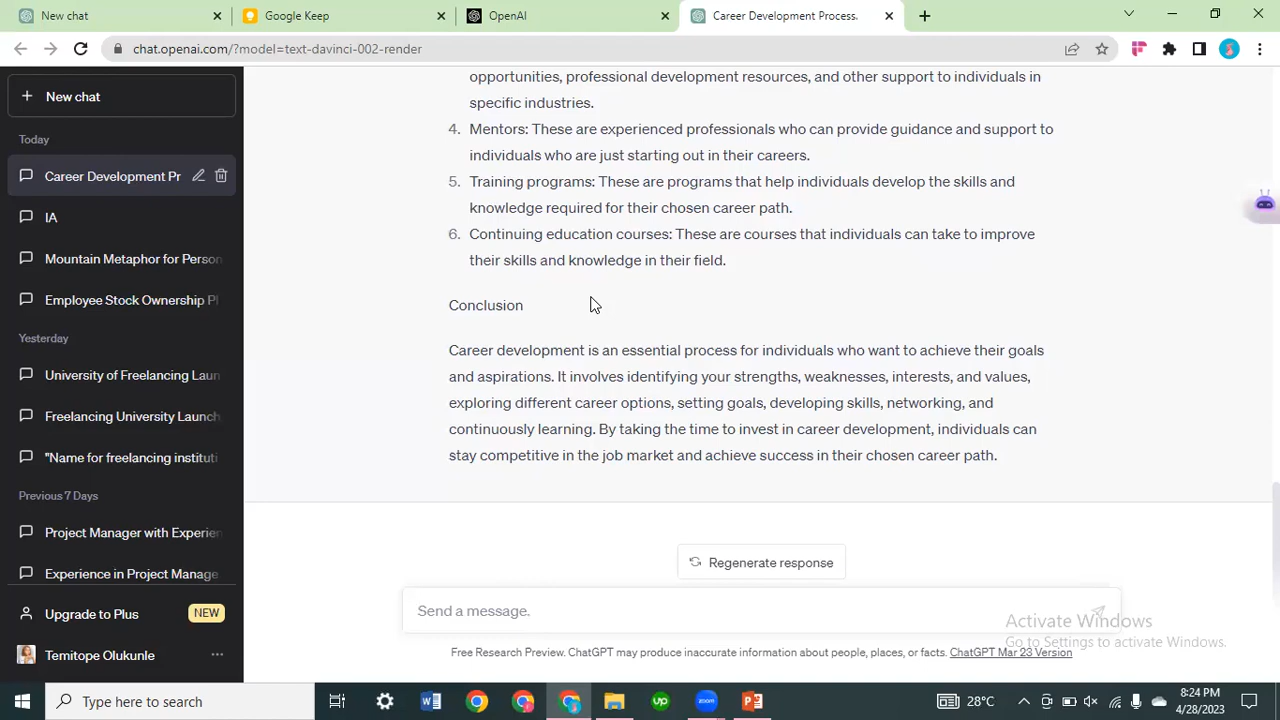 New chat
Google Keep
OpenAI
Career Development Process.
chat.openai.com/?model=text-davinci-002-render
New chat
Today
Career Development Pr
IA
Mountain Metaphor for Person
Employee Stock Ownership Pl
Yesterday
University of Freelancing Laun
Freelancing University Launch
"Name for freelancing instituti
Previous 7 Days
Project Manager with Experien
Experience in Project Manage
Upgrade to Plus
NEW
Temitope Olukunle
opportunities, professional development resources, and other support to individuals in
specific industries.
4. Mentors: These are experienced professionals who can provide guidance and support to
individuals who are just starting out in their careers.
5. Training programs: These are programs that help individuals develop the skills and
knowledge required for their chosen career path.
6. Continuing education courses: These are courses that individuals can take to improve
their skills and knowledge in their field.
Conclusion
Career development is an essential process for individuals who want to achieve their goals
and aspirations. It involves identifying your strengths, weaknesses, interests, and values,
exploring different career options, setting goals, developing skills, networking, and
continuously learning. By taking the time to invest in career development, individuals can
stay competitive in the job market and achieve success in their chosen career path.
Regenerate response
Send a message.
Activate Windows
Go to Settings to activate Windows.
Free Research Preview. ChatGPT may produce inaccurate information about people, places, or facts. ChatGPT Mar 23 Version
Type here to search
up
zoom
28°C
8:24 PM
4/28/2023